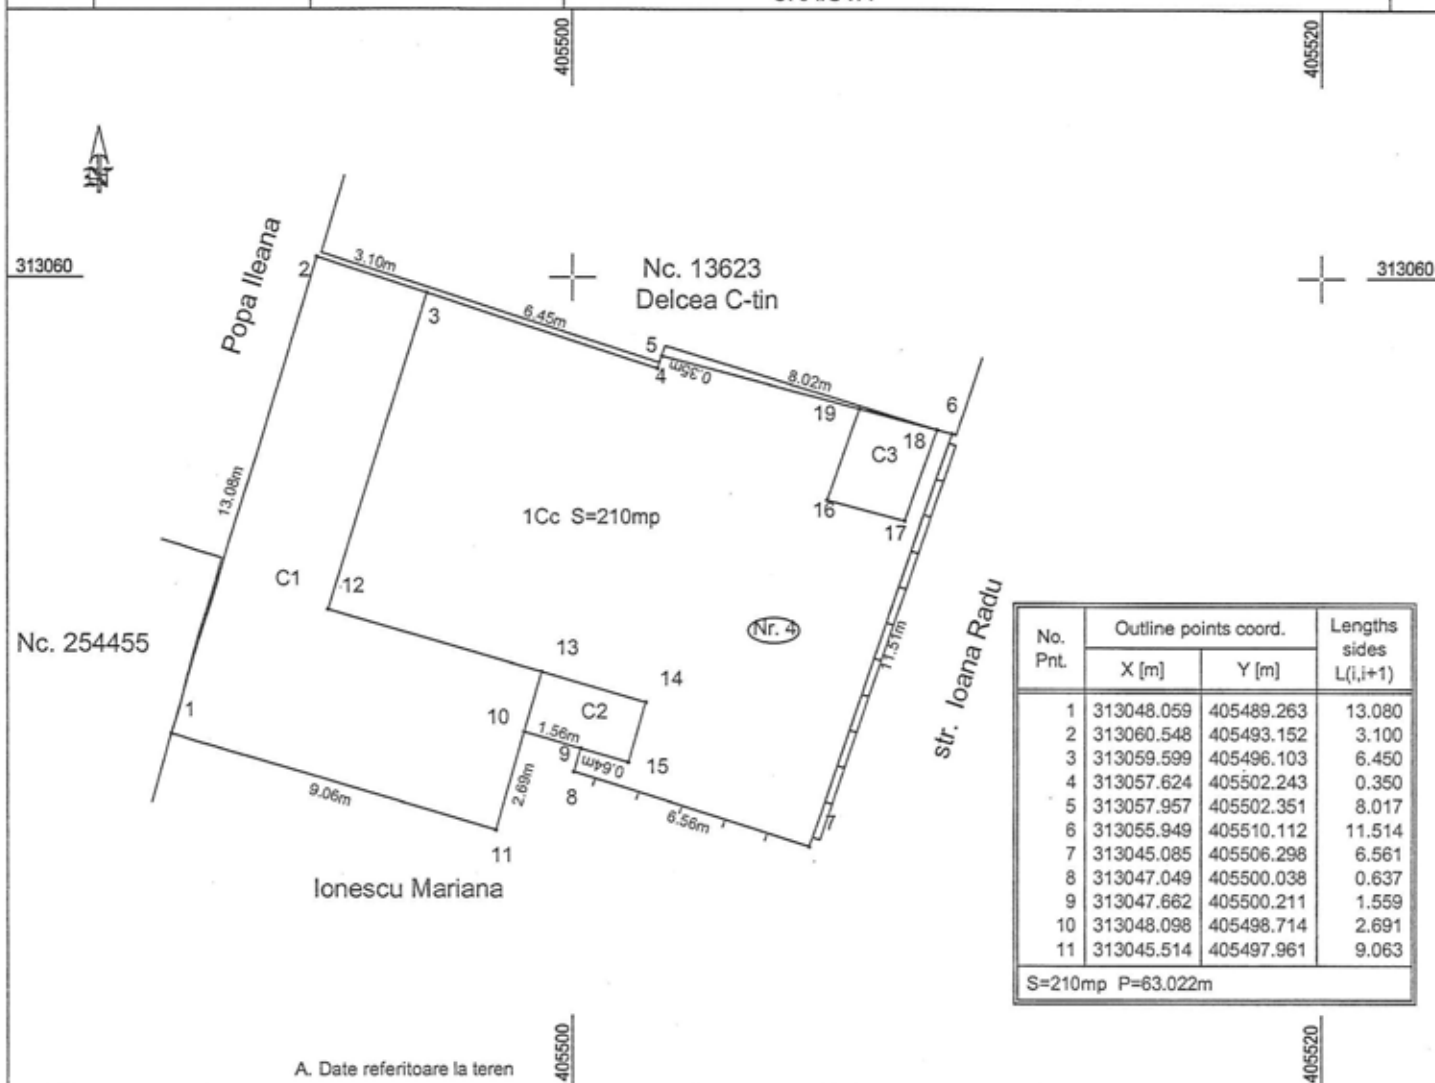 405500
405520
313060
313060
2
3.10m
Nc. 13623
Delcea C-tin
Popa Ileana
3
6.45m
5
4
0.35m
8.02m
19
6
18
C3
13.08m
16
17
1Cc S=210mp
C1
12
Nr. 4
11.51m
str. Ioana Radu
Nc. 254455
13
14
1
10
C2
1.56m
9
0.64m
15
8
2.69m
9.06m
6.56m
7
11
Ionescu Mariana
No. Pnt. Outline points coord. Lengths sides L(i,i+1)
X [m] Y [m]
1 313048.059 405489.263 13.080
2 313060.548 405493.152 3.100
3 313059.599 405496.103 6.450
4 313057.624 405502.243 0.350
5 313057.957 405502.351 8.017
6 313055.949 405510.112 11.514
7 313045.085 405506.298 6.561
8 313047.049 405500.038 0.637
9 313047.662 405500.211 1.559
10 313048.098 405498.714 2.691
11 313045.514 405497.961 9.063
S=210mp P=63.022m
405500
405520
A. Date referitoare la teren